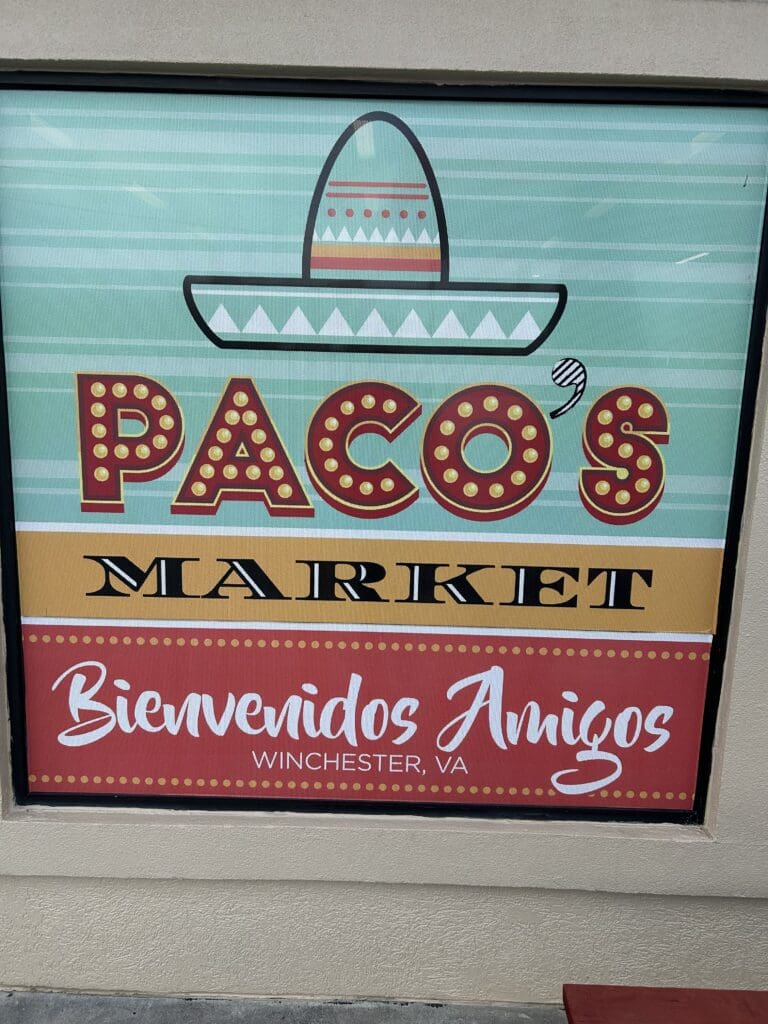 PACO'S
MARKET
Bienvenidos Amigos
WINCHESTER, VA